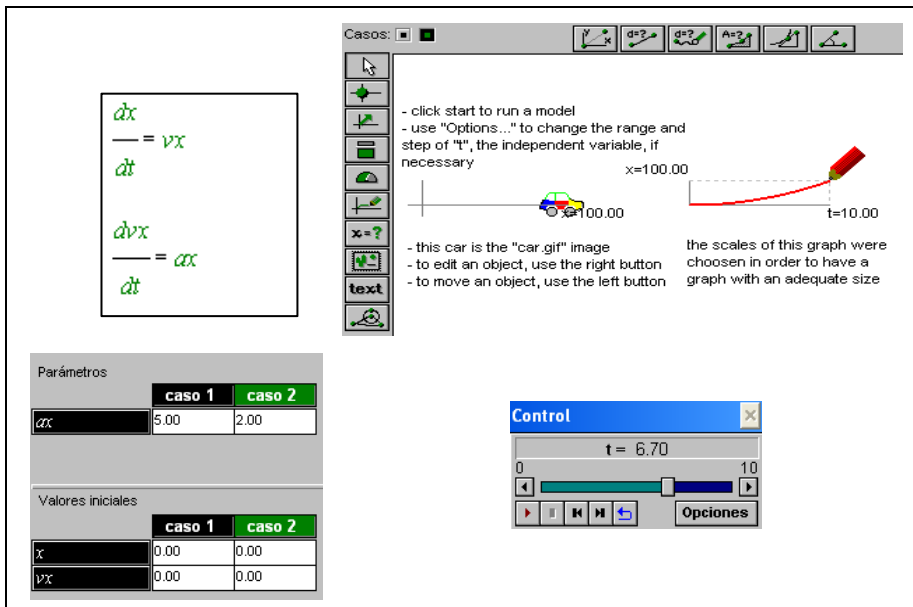 dx
— = vx
dt
dvx
— = ax
dt
Casos:
y x
d=?
d=?
A=?
x=?
text
- click start to run a model
- use "Options..." to change the range and
step of "t", the independent variable, if
necessary
x=100.00
x=100.00
t=10.00
- this car is the "car.gif" image
- to edit an object, use the right button
- to move an object, use the left button
the scales of this graph were
choosen in order to have a
graph with an adequate size
Parámetros
caso 1 caso 2
ax 5.00 2.00
Valores iniciales
caso 1 caso 2
x 0.00 0.00
vx 0.00 0.00
Control
t = 6.70
0 10
Opciones